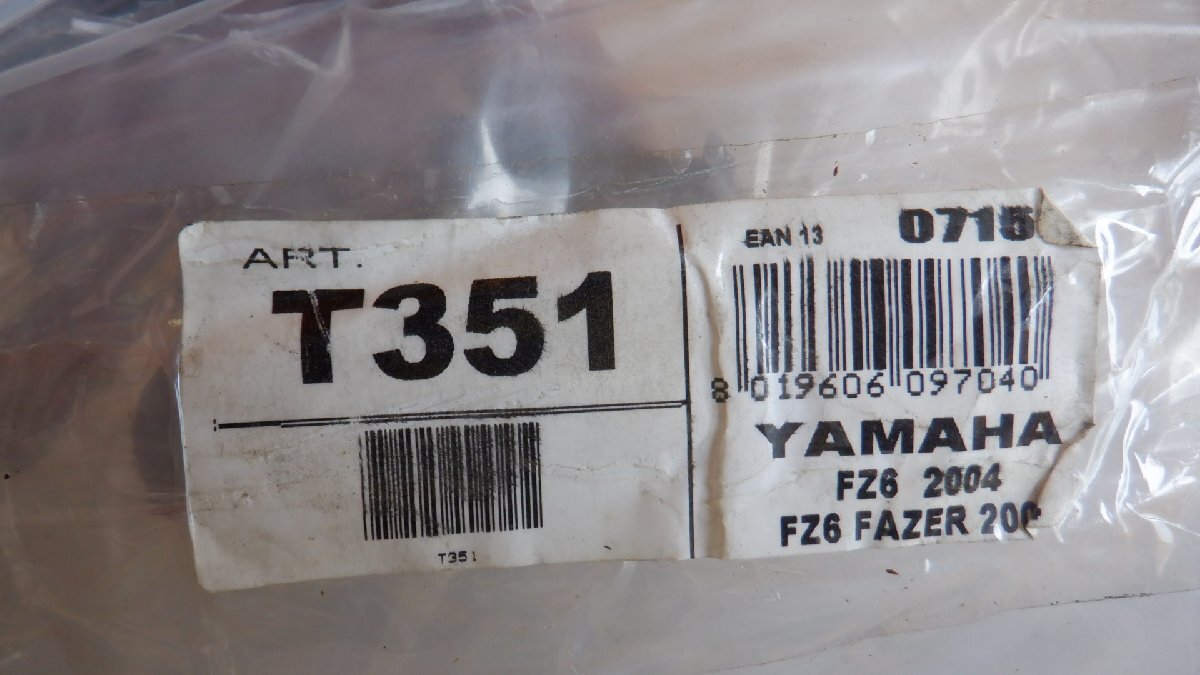 ART.
T351
T351
EAN 13 0715
8 019606 097040
YAMAHA
FZ6 2004
FZ6 FAZER